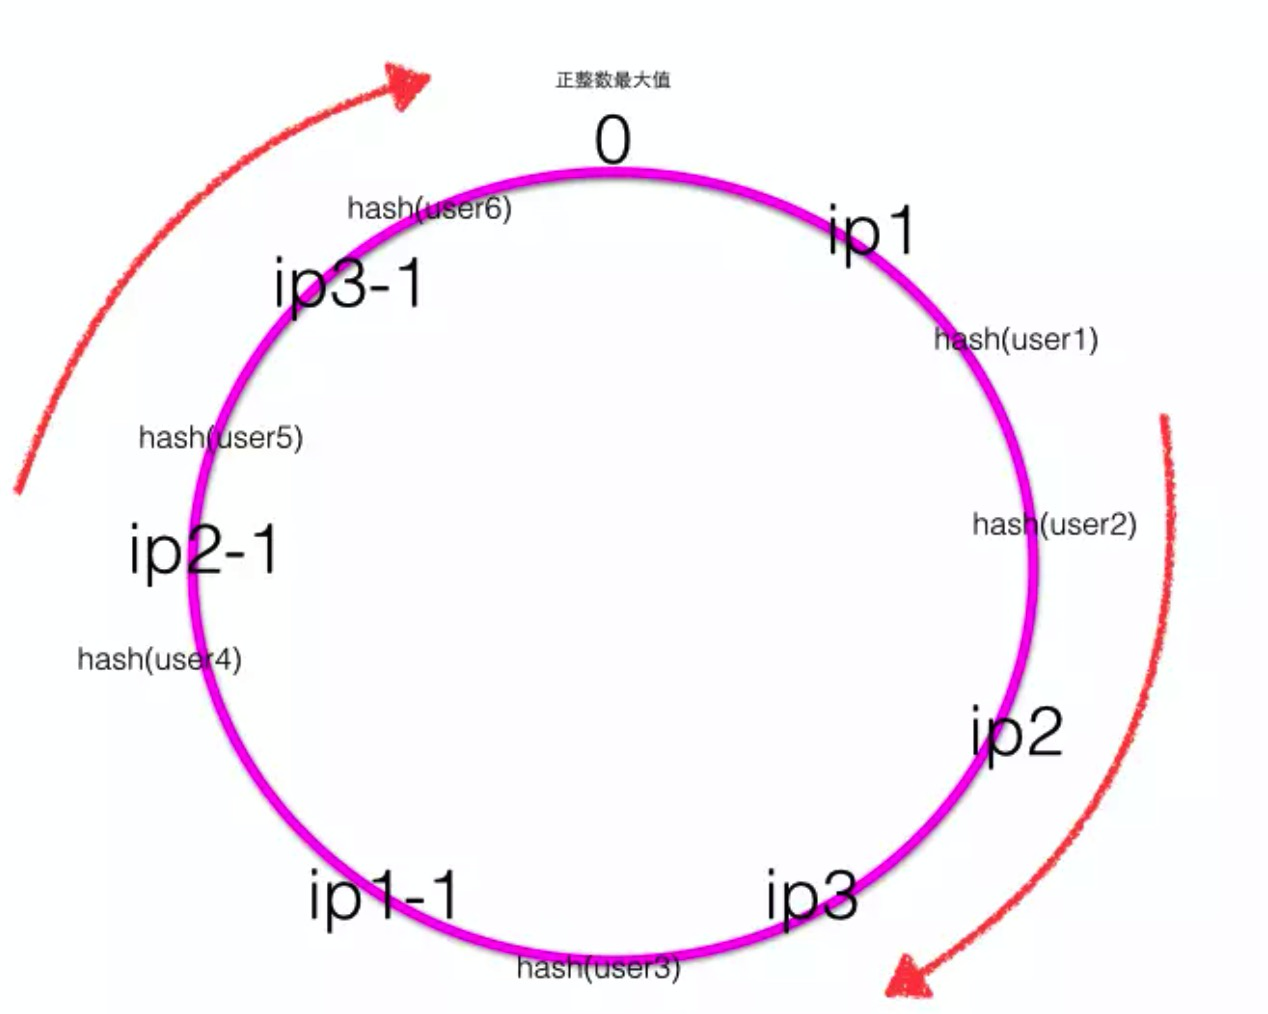 正整数最大值
0
hash(user6)
ip1
ip3-1
hash(user1)
hash(user5)
hash(user2)
ip2-1
hash(user4)
ip2
ip1-1
ip3
hash(user3)